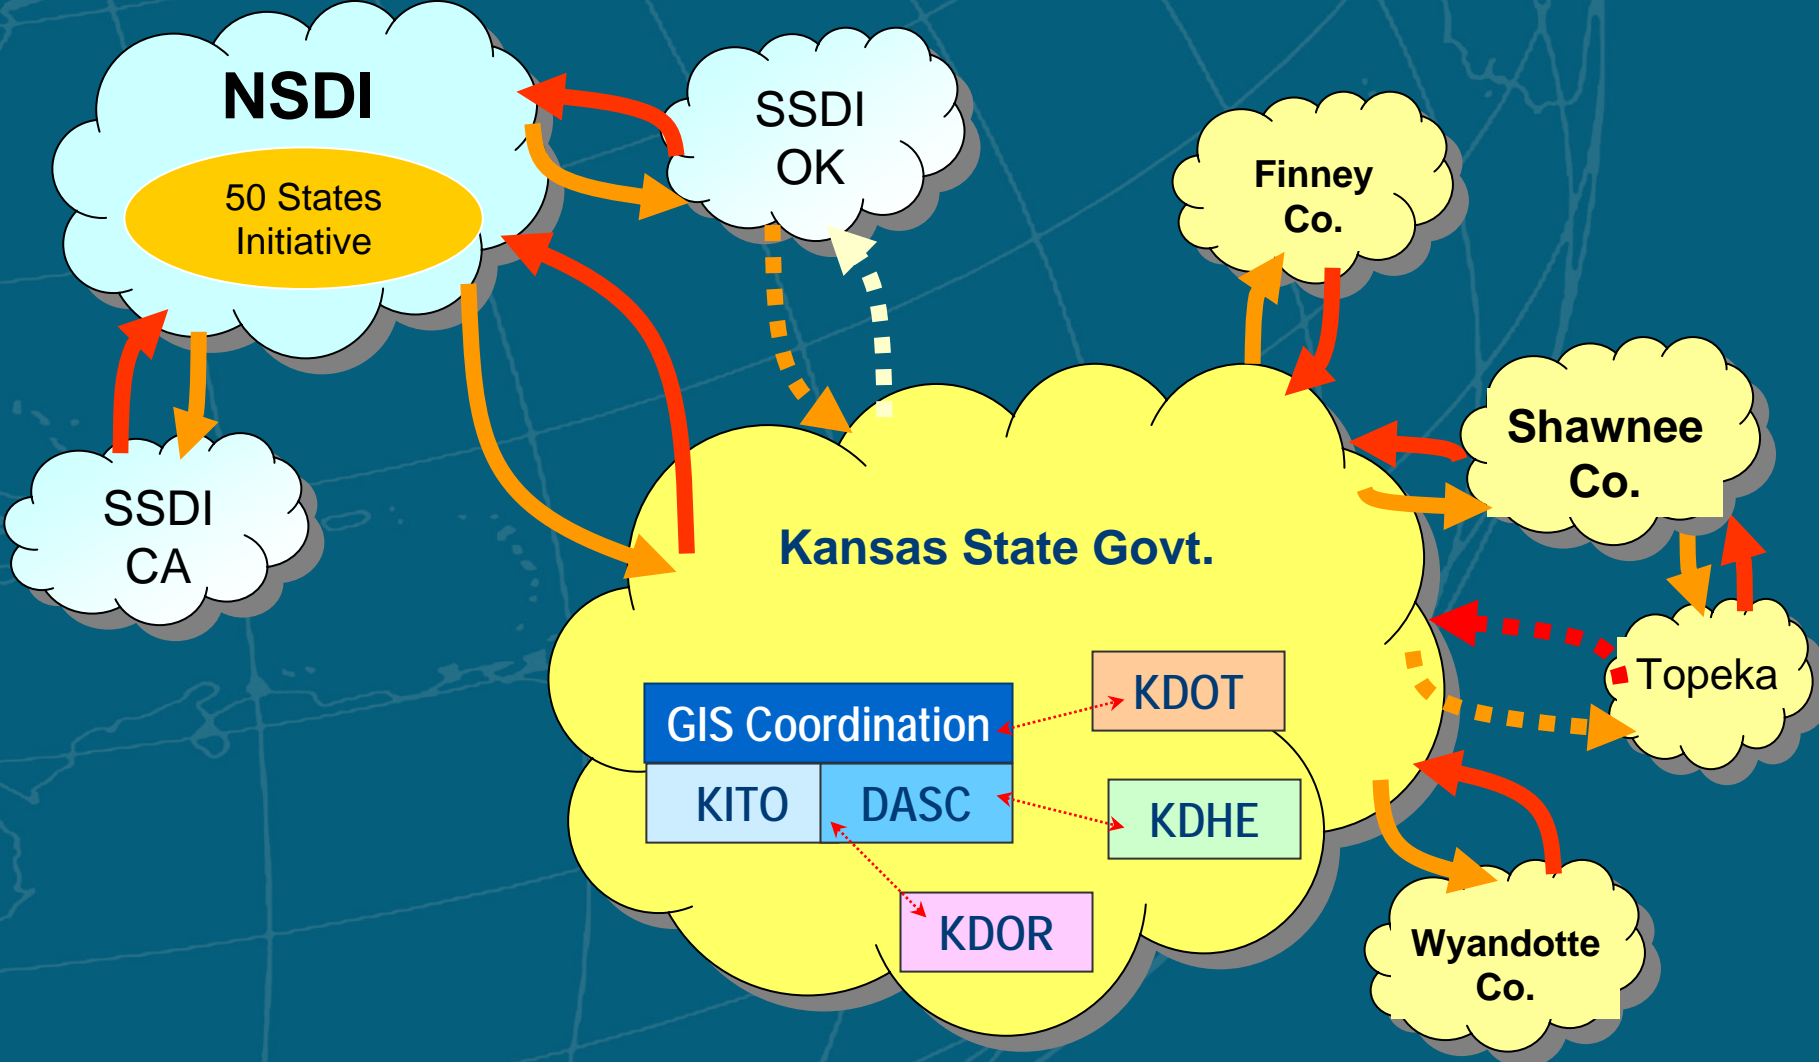 NSDI
50 States
Initiative
SSDI
OK
SSDI
CA
Finney
Co.
Shawnee
Co.
Topeka
Wyandotte
Co.
Kansas State Govt.
GIS Coordination
KITO
DASC
KDOT
KDHE
KDOR